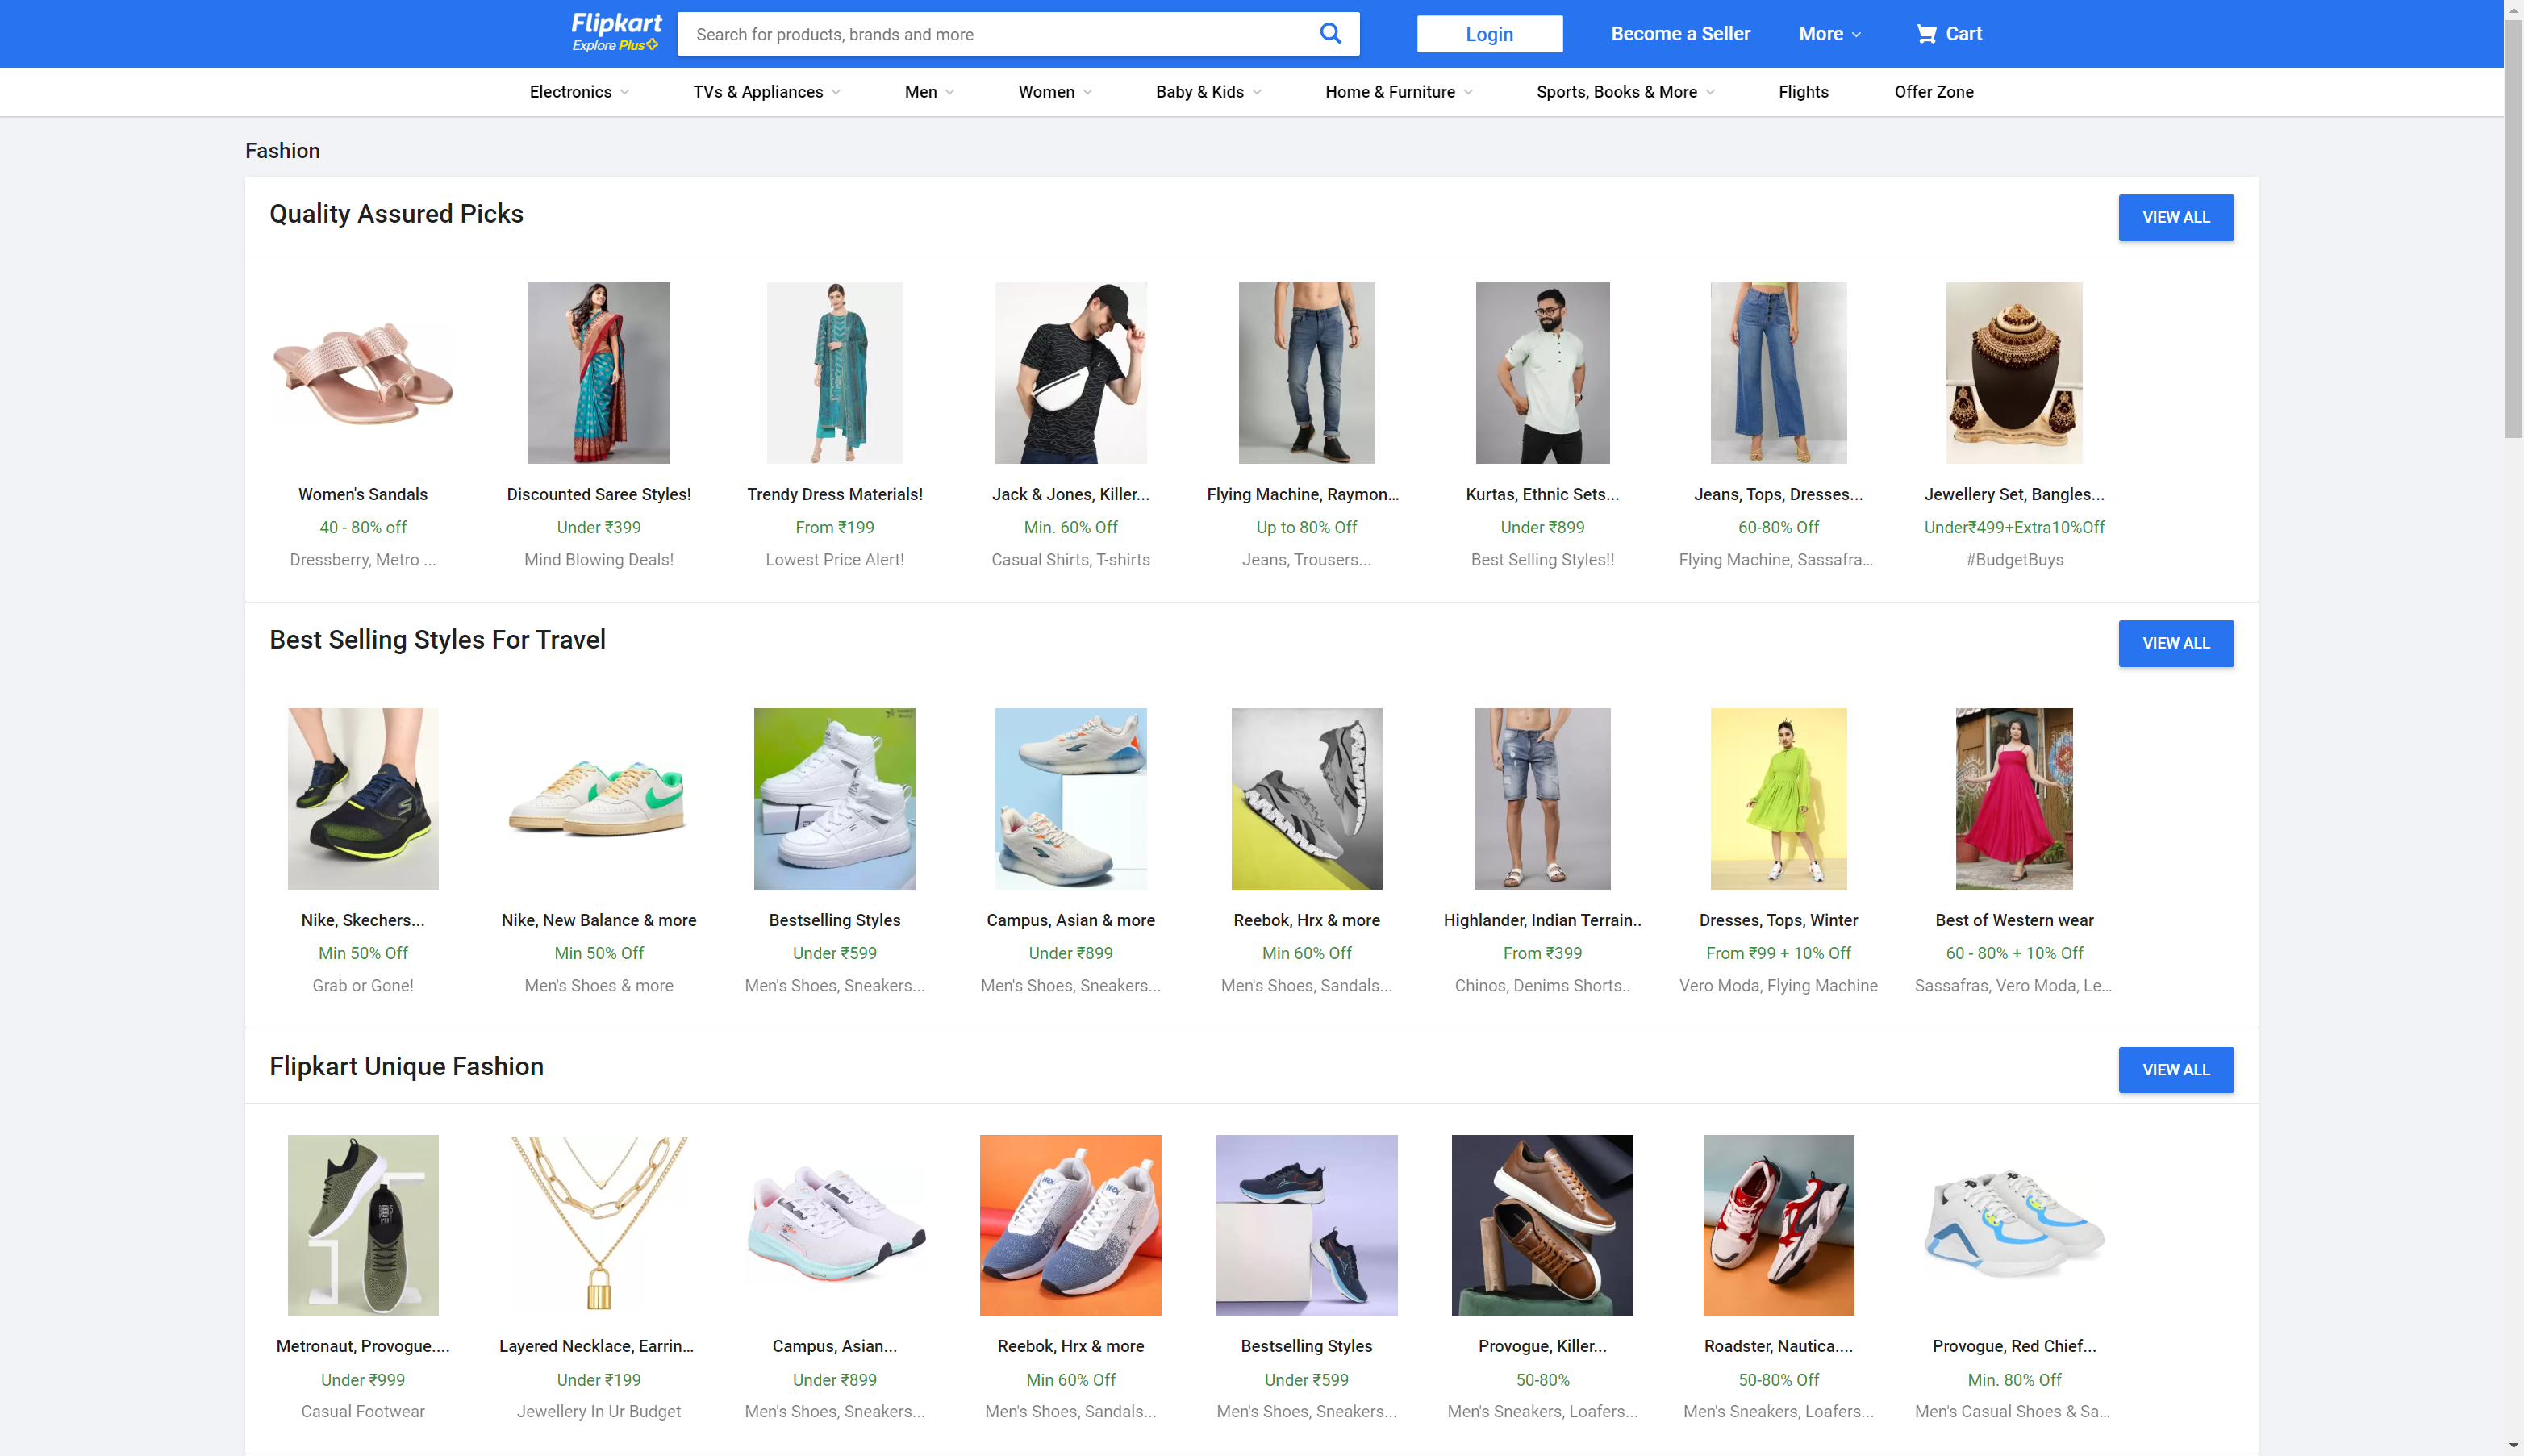 Flipkart
Explore Plus
Search for products, brands and more
Login
Become a Seller
More
Cart
Electronics
TVs & Appliances
Men
Women
Baby & Kids
Home & Furniture
Sports, Books & More
Flights
Offer Zone
Fashion
Quality Assured Picks
VIEW ALL
Women's Sandals
40 - 80% off
Dressberry, Metro ...
Discounted Saree Styles!
Under ₹399
Mind Blowing Deals!
Trendy Dress Materials!
From ₹199
Lowest Price Alert!
Jack & Jones, Killer...
Min. 60% Off
Casual Shirts, T-shirts
Flying Machine, Raymon...
Up to 80% Off
Jeans, Trousers...
Kurtas, Ethnic Sets...
Under ₹899
Best Selling Styles!!
Jeans, Tops, Dresses...
60-80% Off
Flying Machine, Sassafra...
Jewellery Set, Bangles...
Under₹499+Extra10%Off
#BudgetBuys
Best Selling Styles For Travel
VIEW ALL
Nike, Skechers...
Min 50% Off
Grab or Gone!
Nike, New Balance & more
Min 50% Off
Men's Shoes & more
Bestselling Styles
Under ₹599
Men's Shoes, Sneakers...
Campus, Asian & more
Under ₹899
Men's Shoes, Sneakers...
Reebok, Hrx & more
Min 60% Off
Men's Shoes, Sandals...
Highlander, Indian Terrain..
From ₹399
Chinos, Denims Shorts..
Dresses, Tops, Winter
From ₹99 + 10% Off
Vero Moda, Flying Machine
Best of Western wear
60 - 80% + 10% Off
Sassafras, Vero Moda, Le...
Flipkart Unique Fashion
VIEW ALL
Metronaut, Provogue....
Under ₹999
Casual Footwear
Layered Necklace, Earrin...
Under ₹199
Jewellery In Ur Budget
Campus, Asian...
Under ₹899
Men's Shoes, Sneakers...
Reebok, Hrx & more
Min 60% Off
Men's Shoes, Sandals...
Bestselling Styles
Under ₹599
Men's Shoes, Sneakers...
Provogue, Killer...
50-80%
Men's Sneakers, Loafers...
Roadster, Nautica....
50-80% Off
Men's Sneakers, Loafers...
Provogue, Red Chief...
Min. 80% Off
Men's Casual Shoes & Sa...